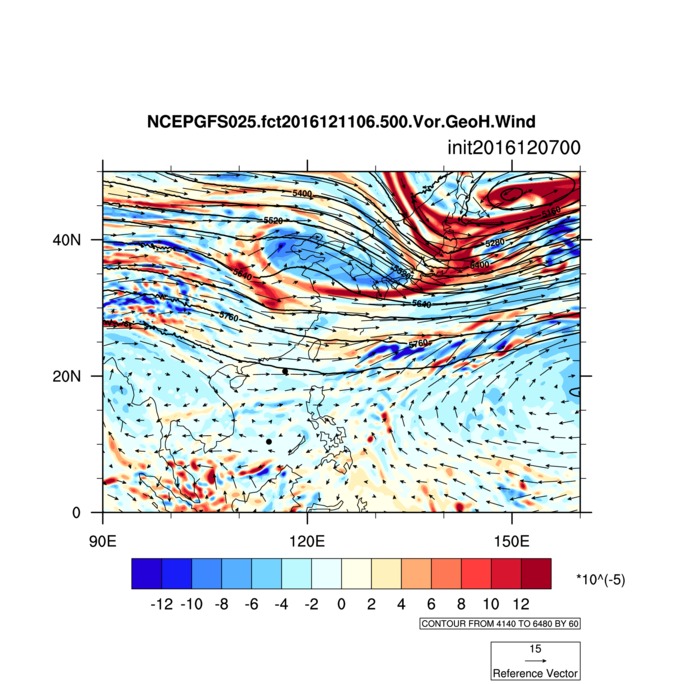 NCEPGFS025.fct2016121106.500.Vor.GeoH.Wind
init2016120700
5400
5520
5160
40N
5280
5640
5400
5640
5760
5760
20N
0
90E 120E 150E
-12 -10 -8 -6 -4 -2 0 2 4 6 8 10 12 *10^(-5)
CONTOUR FROM 4140 TO 6480 BY 60
15
Reference Vector